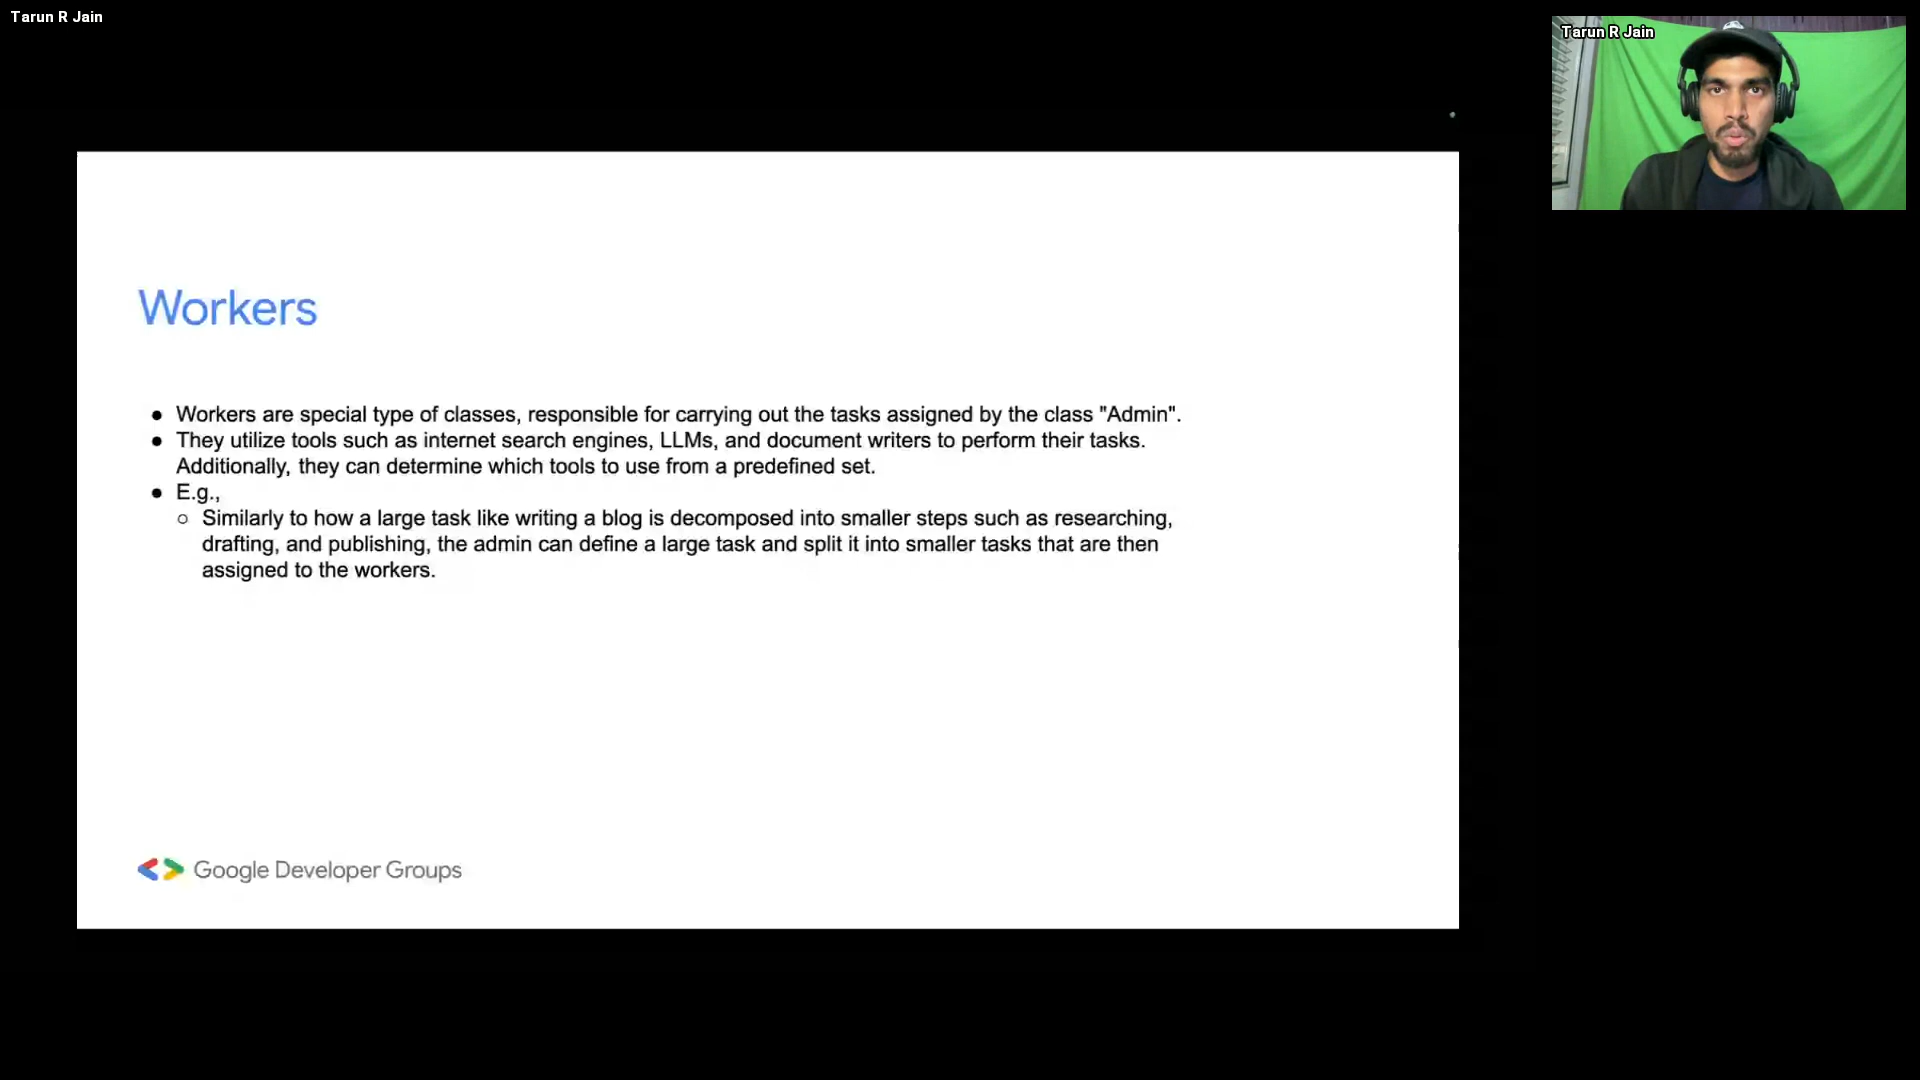 Tarun R Jain
Tarun R Jain
Workers
● Workers are special type of classes, responsible for carrying out the tasks assigned by the class "Admin".
● They utilize tools such as internet search engines, LLMs, and document writers to perform their tasks.
Additionally, they can determine which tools to use from a predefined set.
● E.g.,
○ Similarly to how a large task like writing a blog is decomposed into smaller steps such as researching,
drafting, and publishing, the admin can define a large task and split it into smaller tasks that are then
assigned to the workers.
Google Developer Groups